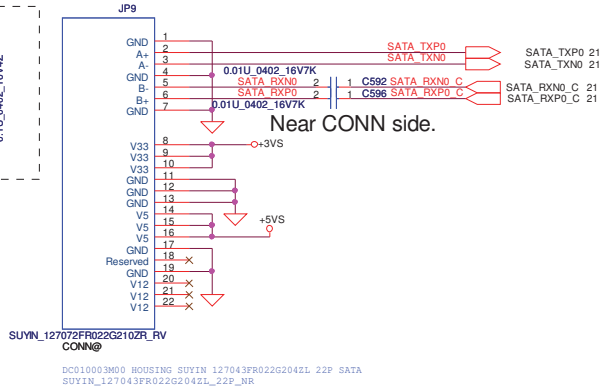 JP9
GND 1
A+ 2 SATA_TXP0 SATA_TXP0 21
A- 3 SATA_TXN0 SATA_TXN0 21
GND 4 0.01U_0402_16V7K
B- 5 SATA_RXN0 2 1 C592 SATA_RXN0_C SATA_RXN0_C 21
B+ 6 SATA_RXP0 2 1 C596 SATA_RXP0_C SATA_RXP0_C 21
GND 7 0.01U_0402_16V7K
Near CONN side.
V33 8 +3VS
V33 9
V33 10
GND 11
GND 12
GND 13
V5 14
V5 15 +5VS
V5 16
GND 17
Reserved 18
GND 19
V12 20
V12 21
V12 22
SUYIN_127072FR022G210ZR_RV
CONN@
DC010003M00 HOUSING SUYIN 127043FR022G204ZL 22P SATA
SUYIN_127043FR022G204ZL_22P_NR